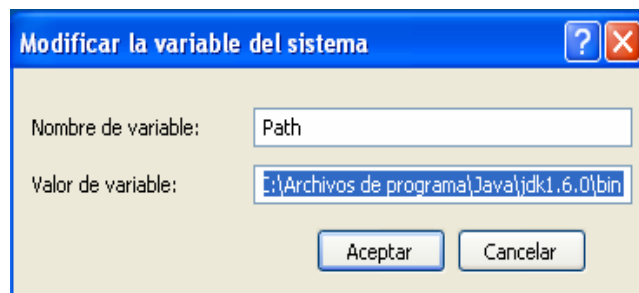 Modificar la variable del sistema
Nombre de variable: Path
Valor de variable: :\Archivos de programa\Java\jdk1.6.0\bin
Aceptar Cancelar